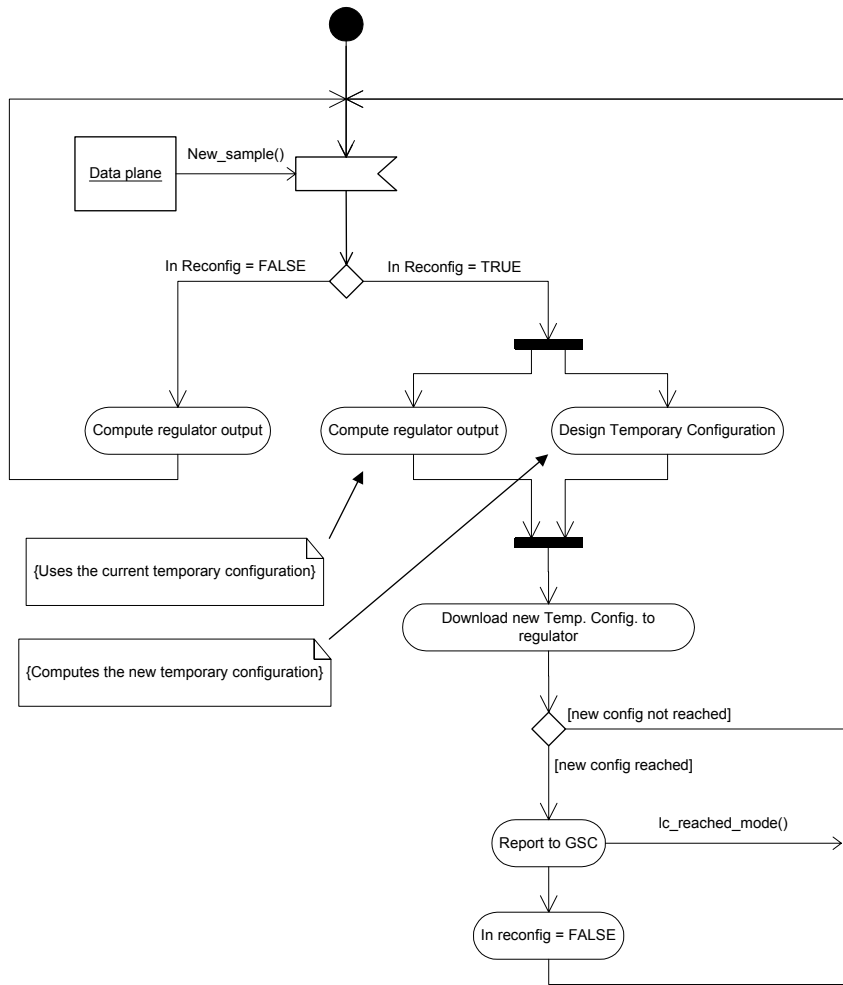 New_sample()
Data plane
In Reconfig = FALSE
In Reconfig = TRUE
Compute regulator output
Compute regulator output
Design Temporary Configuration
{Uses the current temporary configuration}
Download new Temp. Config. to
regulator
{Computes the new temporary configuration}
[new config not reached]
[new config reached]
lc_reached_mode()
Report to GSC
In reconfig = FALSE